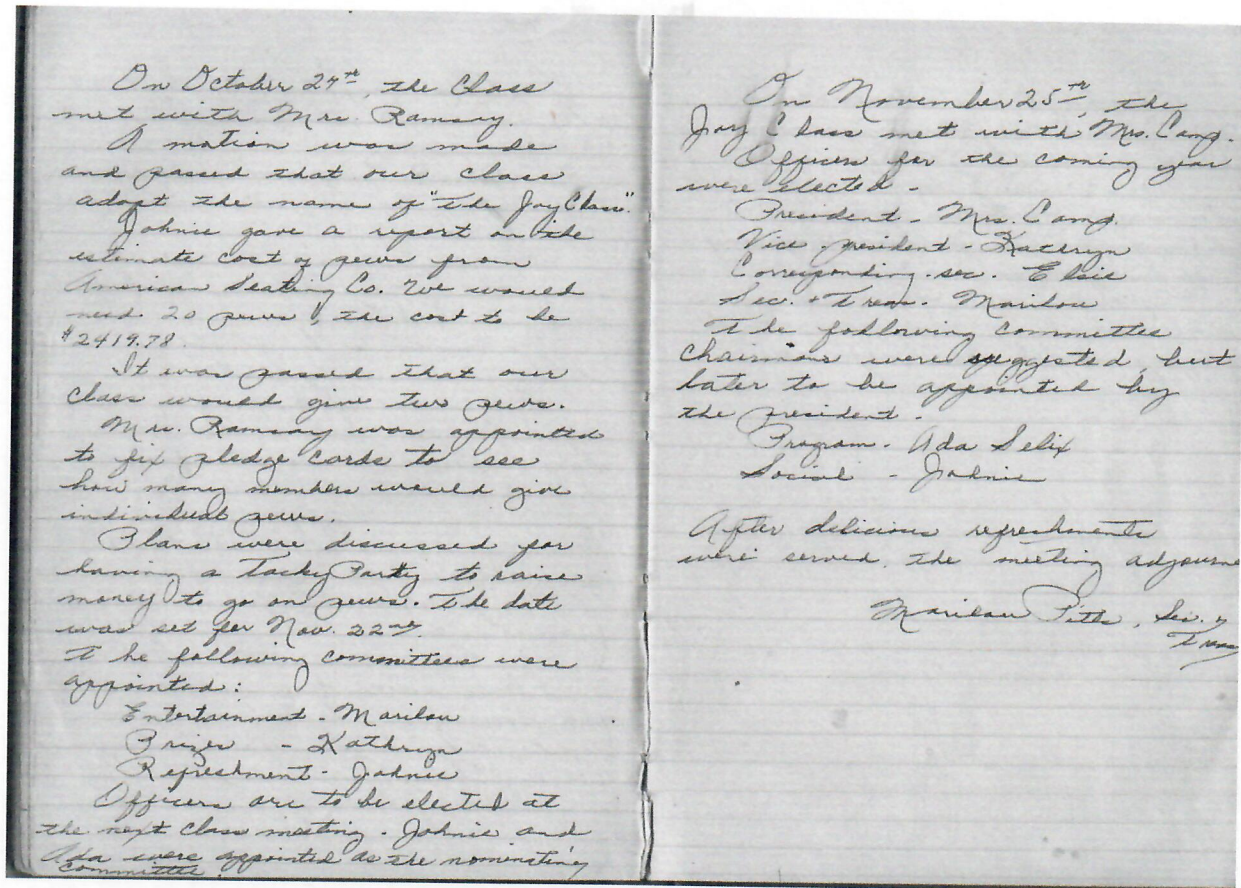 On October 24th, the Class
met with Mrs. Ramsay.
A motion was made
and passed that our class
adopt the name of "The Joy Class."
Johnie gave a report on the
estimate cost of pews from
American Seating Co. We would
need 20 pews, the cost to be
$2419.78.
It was passed that our
class would give two pews.
Mrs. Ramsay was appointed
to fix pledge cards to see
how many members would give
individual pews.
Plans were discussed for
having a Tacky Party to raise
money to go on pews. The date
was set for Nov. 22nd.
The following committees were
appointed:
Entertainment - Marilou
Prizes - Kathryn
Refreshment - Johnie
Officers are to be elected at
the next class meeting. Johnie and
Ada were appointed as the nominating
committee.
On November 25th, the
Joy Class met with Mrs. Camp.
Officers for the coming year
were elected -
President - Mrs. Camp.
Vice-president - Kathryn
Corresponding-sec. Elsie
Sec. & Treas. Marilou
The following committee
chairman were suggested, but
later to be appointed by
the president.
Program - Ada Selix
Social - Johnie
After delicious refreshments
were served, the meeting adjourne
Marilou Pitts, Sec. &
Treas